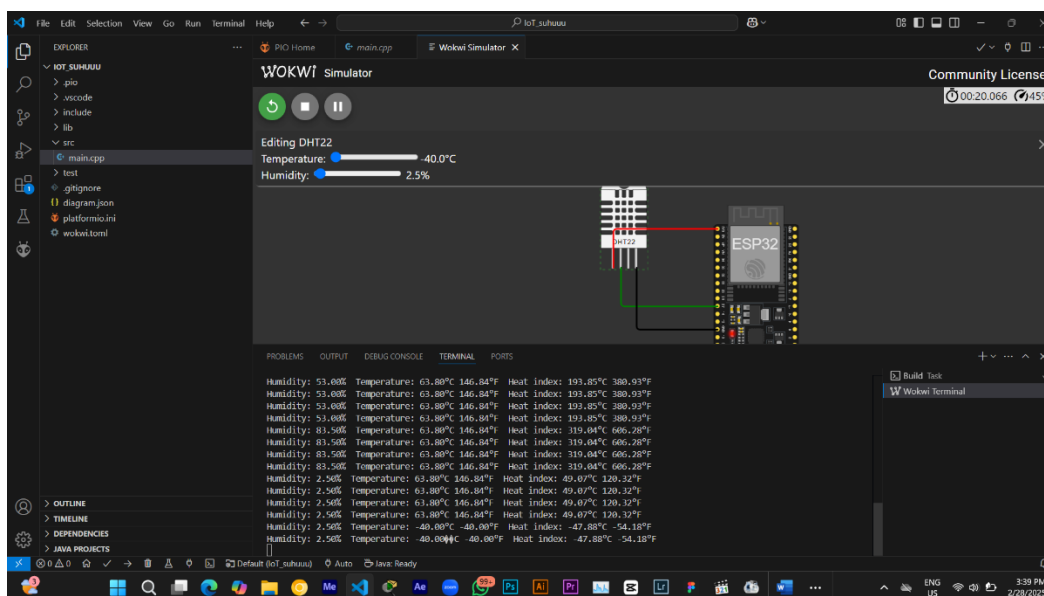 File Edit Selection View Go Run Terminal Help
IoT_suhuuu
EXPLORER
IOT_SUHUUU
.pio
.vscode
include
lib
src
main.cpp
test
.gitignore
diagram.json
platformio.ini
wokwi.toml
OUTLINE
TIMELINE
DEPENDENCIES
JAVA PROJECTS
PIO Home
main.cpp
Wokwi Simulator
WOKWI Simulator
Community License
00:20.066 45%
Editing DHT22
Temperature: -40.0°C
Humidity: 2.5%
DHT22
ESP32
PROBLEMS OUTPUT DEBUG CONSOLE TERMINAL PORTS
Humidity: 53.00% Temperature: 63.80°C 146.84°F Heat index: 193.85°C 380.93°F
Humidity: 53.00% Temperature: 63.80°C 146.84°F Heat index: 193.85°C 380.93°F
Humidity: 53.00% Temperature: 63.80°C 146.84°F Heat index: 193.85°C 380.93°F
Humidity: 53.00% Temperature: 63.80°C 146.84°F Heat index: 193.85°C 380.93°F
Humidity: 83.50% Temperature: 63.80°C 146.84°F Heat index: 319.04°C 606.28°F
Humidity: 83.50% Temperature: 63.80°C 146.84°F Heat index: 319.04°C 606.28°F
Humidity: 83.50% Temperature: 63.80°C 146.84°F Heat index: 319.04°C 606.28°F
Humidity: 83.50% Temperature: 63.80°C 146.84°F Heat index: 319.04°C 606.28°F
Humidity: 2.50% Temperature: 63.80°C 146.84°F Heat index: 49.07°C 120.32°F
Humidity: 2.50% Temperature: 63.80°C 146.84°F Heat index: 49.07°C 120.32°F
Humidity: 2.50% Temperature: 63.80°C 146.84°F Heat index: 49.07°C 120.32°F
Humidity: 2.50% Temperature: 63.80°C 146.84°F Heat index: 49.07°C 120.32°F
Humidity: 2.50% Temperature: -40.00°C -40.00°F Heat index: -47.88°C -54.18°F
Humidity: 2.50% Temperature: -40.00��C -40.00°F Heat index: -47.88°C -54.18°F
Build Task
Wokwi Terminal
0 0 0 Default (IoT_suhuuu) Auto Java: Ready
2 Me Ae 99+ Ps Ai Pr Lr
ENG
US
3:39 PM
2/28/2025